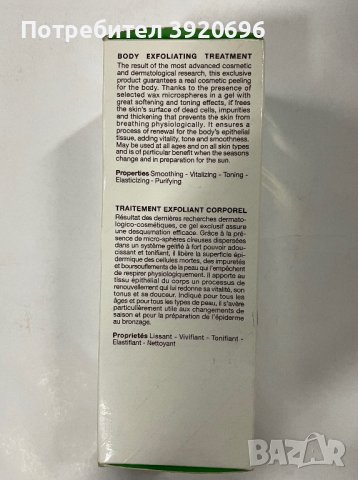 Потребител 3920696
BODY EXFOLIATING TREATMENT
The result of the most advanced cosmetic
and dermatological research, this exclusive
product guarantees a real cosmetic peeling
for the body. Thanks to the presence of
selected wax microspheres in a gel with
great softening and toning effects, if frees
the skin's surface of dead cells, impurities
and thickening that prevents the skin from
breathing physiologically. It ensures a
process of renewal for the body's epithelial
tissue, adding vitality, tone and smoothness.
May be used at all ages and on all skin types
and is of particular benefit when the seasons
change and in preparation for the sun.
Properties Smoothing - Vitalizing - Toning -
Elasticizing - Purifying
TRAITEMENT EXFOLIANT CORPOREL
Résultat des dernières recherches dermato-
logico-cosmétiques, ce gel exclusif assure
une desquamation efficace. Grâce à la pré-
sence de micro-sphères cireuses dispersées
dans un système gélifié à fort pouvoir adou-
cissant et tonifiant, il libère la superficie épi-
dermique des cellules mortes, des impuretés
et boursouflements de la peau qui l'empêchent
de respirer physiologiquement. Il apporte au
tissu epithélial du corps un processus de
renouvellement qui lui redonne sa vitalité, son
tonus et sa douceur. Indiqué pour tous les
âges et pour tous les types de peau, il s'avère
particulièrement utile aux changements de
saison et pour la préparation de l'épiderme
au bronzage.
Propriétés Lissant - Vivifiant - Tonifiant -
Elastifiant - Nettoyant
BAZAR
bg